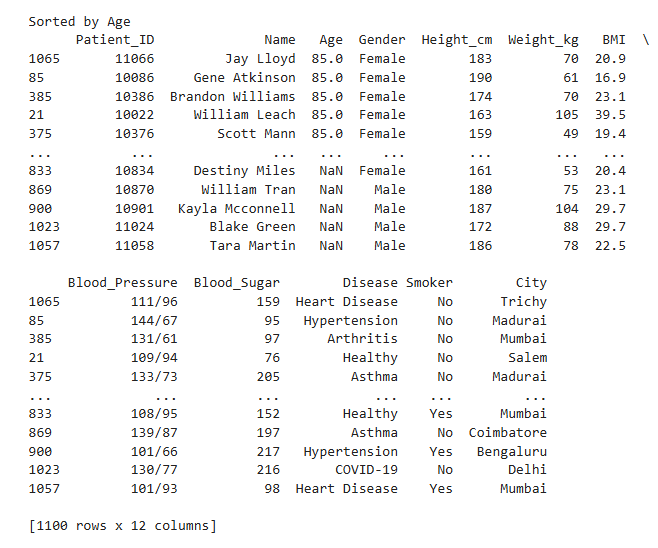 Sorted by Age
Patient_ID Name Age Gender Height_cm Weight_kg BMI \
1065 11066 Jay Lloyd 85.0 Female 183 70 20.9
85 10086 Gene Atkinson 85.0 Female 190 61 16.9
385 10386 Brandon Williams 85.0 Female 174 70 23.1
21 10022 William Leach 85.0 Female 163 105 39.5
375 10376 Scott Mann 85.0 Female 159 49 19.4
... ... ... ... ... ... ... ...
833 10834 Destiny Miles NaN Female 161 53 20.4
869 10870 William Tran NaN Male 180 75 23.1
900 10901 Kayla Mcconnell NaN Male 187 104 29.7
1023 11024 Blake Green NaN Male 172 88 29.7
1057 11058 Tara Martin NaN Male 186 78 22.5
Blood_Pressure Blood_Sugar Disease Smoker City
1065 111/96 159 Heart Disease No Trichy
85 144/67 95 Hypertension No Madurai
385 131/61 97 Arthritis No Mumbai
21 109/94 76 Healthy No Salem
375 133/73 205 Asthma No Madurai
... ... ... ... ... ...
833 108/95 152 Healthy Yes Mumbai
869 139/87 197 Asthma No Coimbatore
900 101/66 217 Hypertension Yes Bengaluru
1023 130/77 216 COVID-19 No Delhi
1057 101/93 98 Heart Disease Yes Mumbai
[1100 rows x 12 columns]